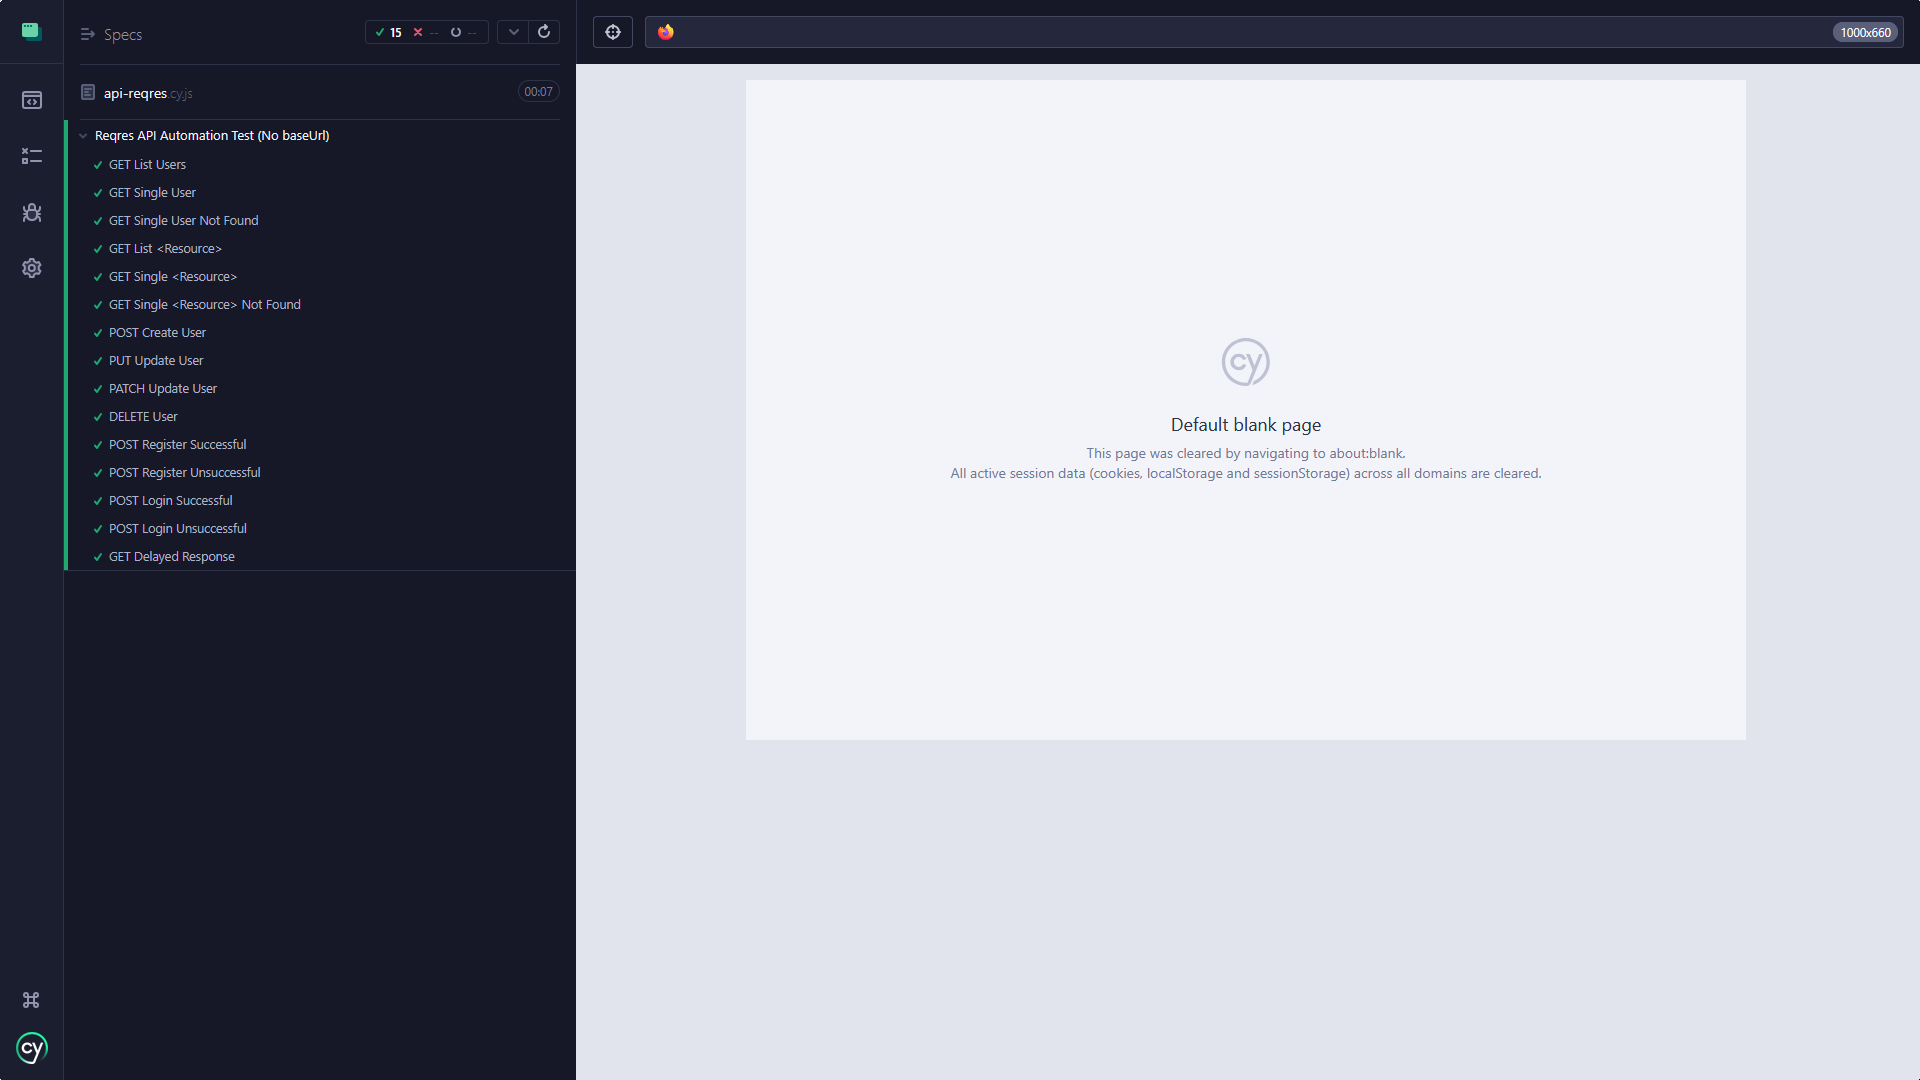 Specs
15 -- --
1000x660
api-reqres.cy.js
00:07
Reqres API Automation Test (No baseUrl)
GET List Users
GET Single User
GET Single User Not Found
GET List <Resource>
GET Single <Resource>
GET Single <Resource> Not Found
POST Create User
PUT Update User
PATCH Update User
DELETE User
POST Register Successful
POST Register Unsuccessful
POST Login Successful
POST Login Unsuccessful
GET Delayed Response
cy
Default blank page
This page was cleared by navigating to about:blank.
All active session data (cookies, localStorage and sessionStorage) across all domains are cleared.
cy